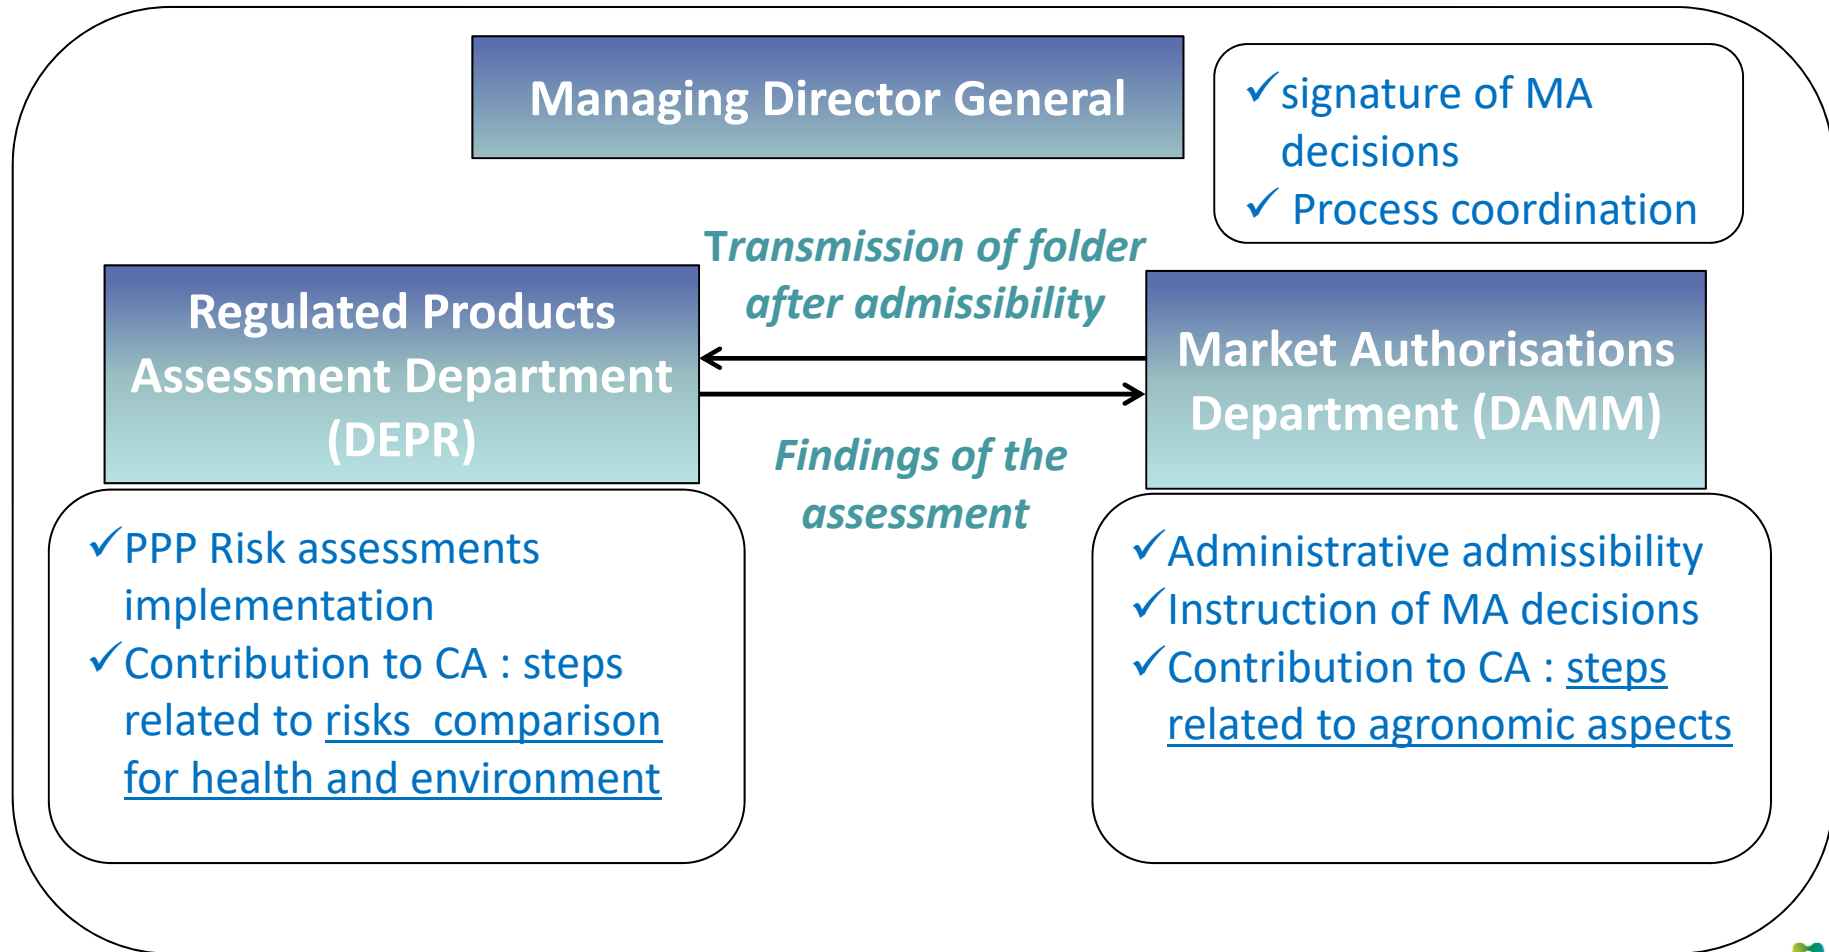 Managing Director General
✓signature of MA
decisions
✓ Process coordination
Transmission of folder
after admissibility
Regulated Products
Assessment Department
(DEPR)
Market Authorisations
Department (DAMM)
Findings of the
assessment
✓PPP Risk assessments
implementation
✓Contribution to CA : steps
related to risks  comparison
for health and environment
✓Administrative admissibility
✓Instruction of MA decisions
✓Contribution to CA : steps
related to agronomic aspects